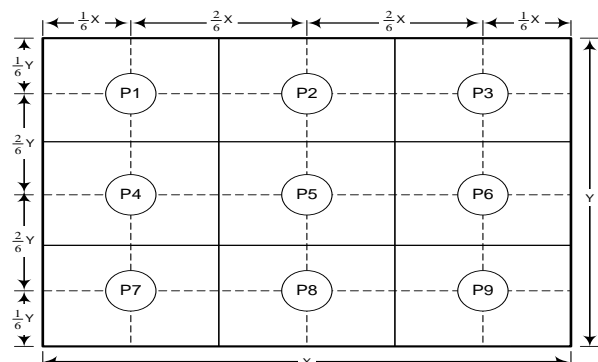 1/6 X 2/6 X 2/6 X 1/6 X
1/6 Y
P1 P2 P3
2/6 Y
P4 P5 P6 Y
2/6 Y
P7 P8 P9
1/6 Y
X